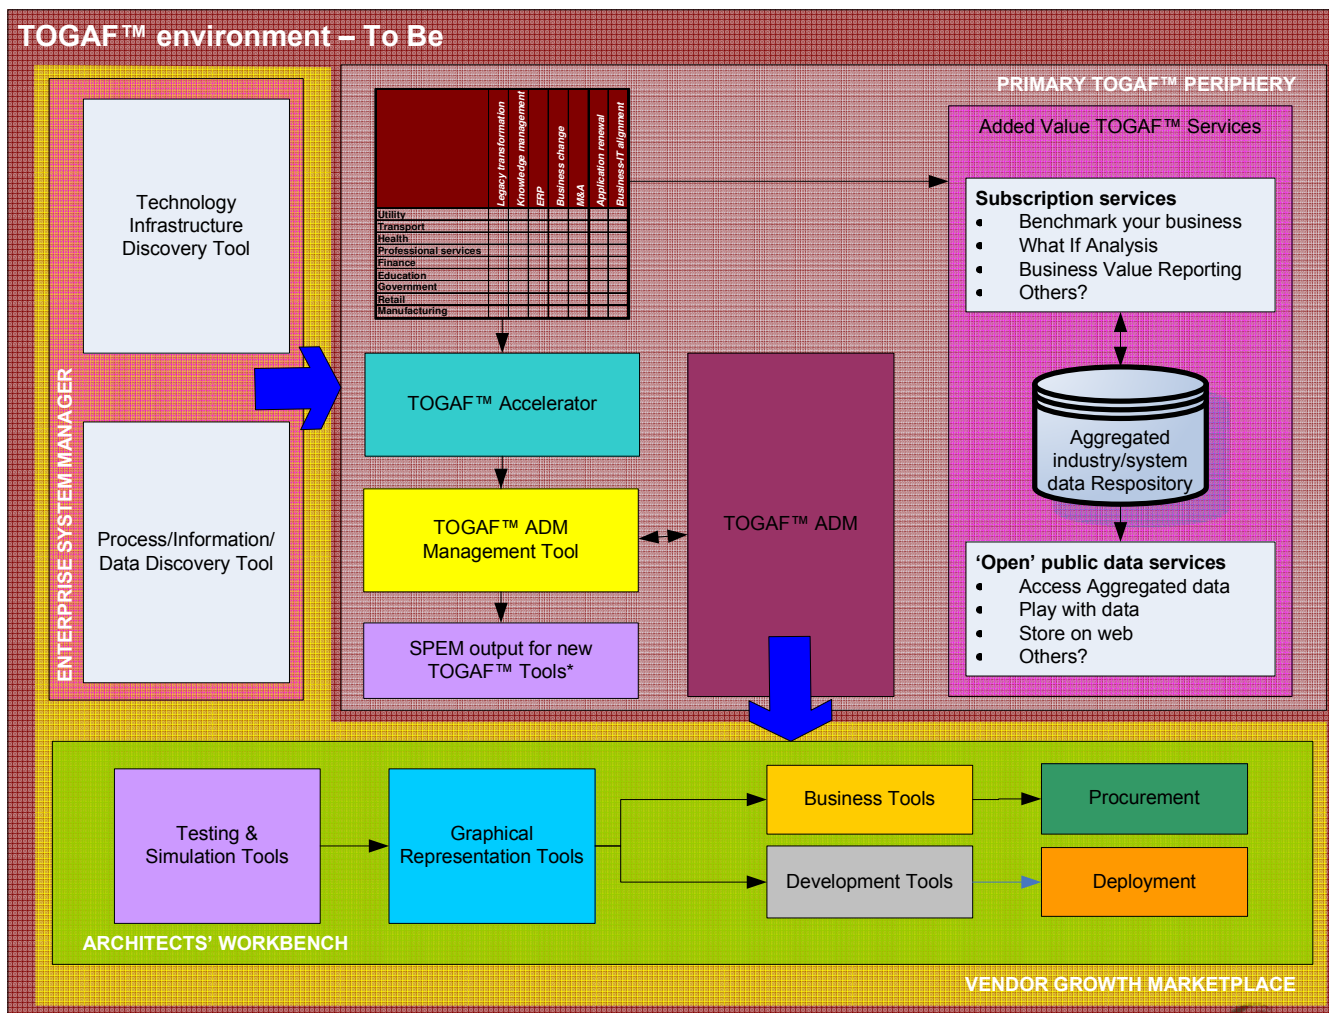 TOGAF™ environment – To Be
PRIMARY TOGAF™ PERIPHERY
ENTERPRISE SYSTEM MANAGER
Technology
Infrastructure
Discovery Tool
Process/Information/
Data Discovery Tool
Legacy transformation
Knowledge management
ERP
Business change
M&A
Application renewal
Business-IT alignment
Utility
Transport
Health
Professional services
Finance
Education
Government
Retail
Manufacturing
TOGAF™ Accelerator
TOGAF™ ADM
Management Tool
SPEM output for new
TOGAF™ Tools*
TOGAF™ ADM
Added Value TOGAF™ Services
Subscription services
• Benchmark your business
• What If Analysis
• Business Value Reporting
• Others?
Aggregated
industry/system
data Respository
‘Open’ public data services
• Access Aggregated data
• Play with data
• Store on web
• Others?
Testing &
Simulation Tools
Graphical
Representation Tools
Business Tools
Procurement
Development Tools
Deployment
ARCHITECTS’ WORKBENCH
VENDOR GROWTH MARKETPLACE